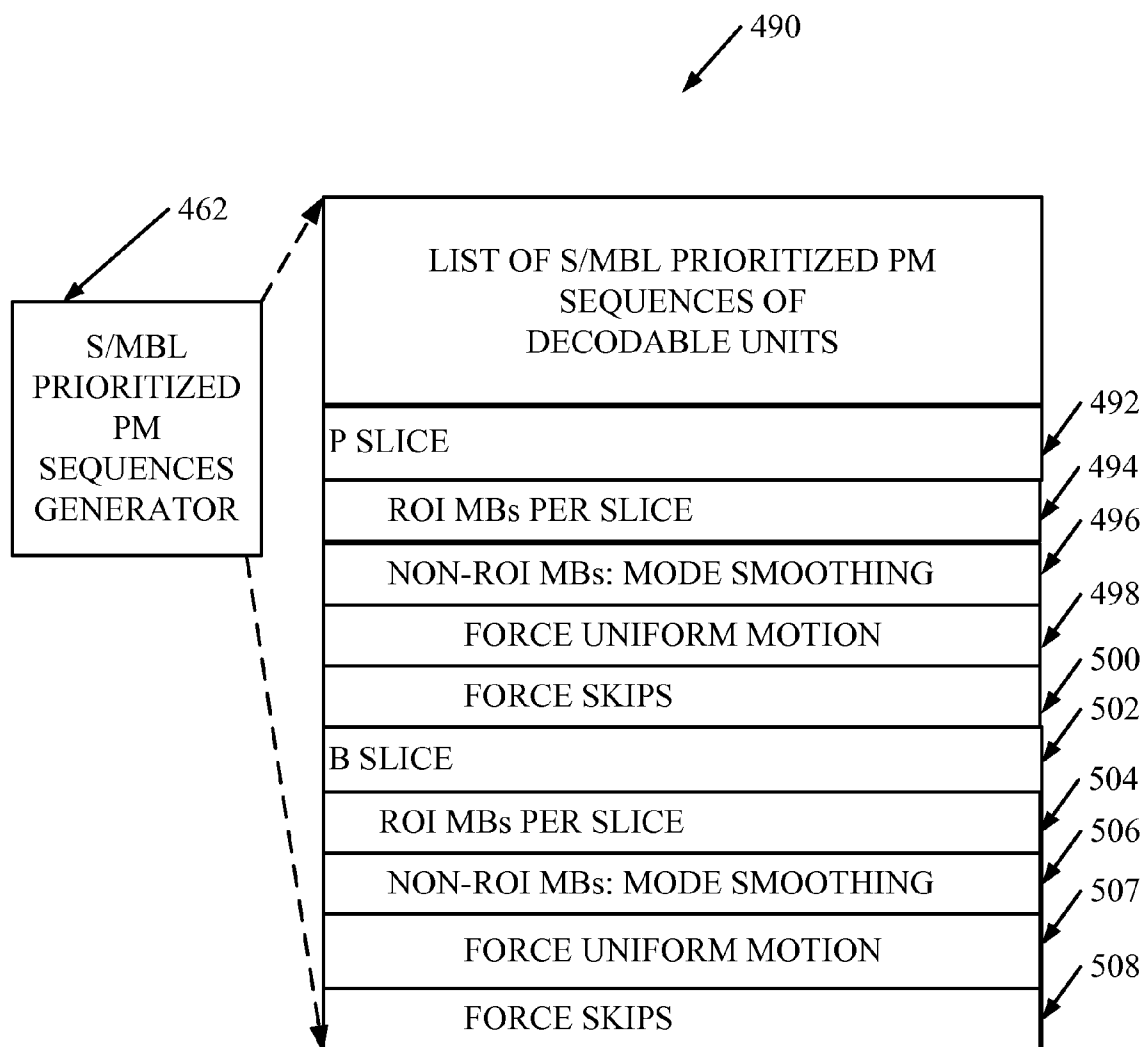 490
462
S/MBL
PRIORITIZED
PM
SEQUENCES
GENERATOR
LIST OF S/MBL PRIORITIZED PM
SEQUENCES OF
DECODABLE UNITS
492
P SLICE
494
ROI MBs PER SLICE
496
NON-ROI MBs: MODE SMOOTHING
498
FORCE UNIFORM MOTION
500
FORCE SKIPS
502
B SLICE
504
ROI MBs PER SLICE
506
NON-ROI MBs: MODE SMOOTHING
507
FORCE UNIFORM MOTION
508
FORCE SKIPS